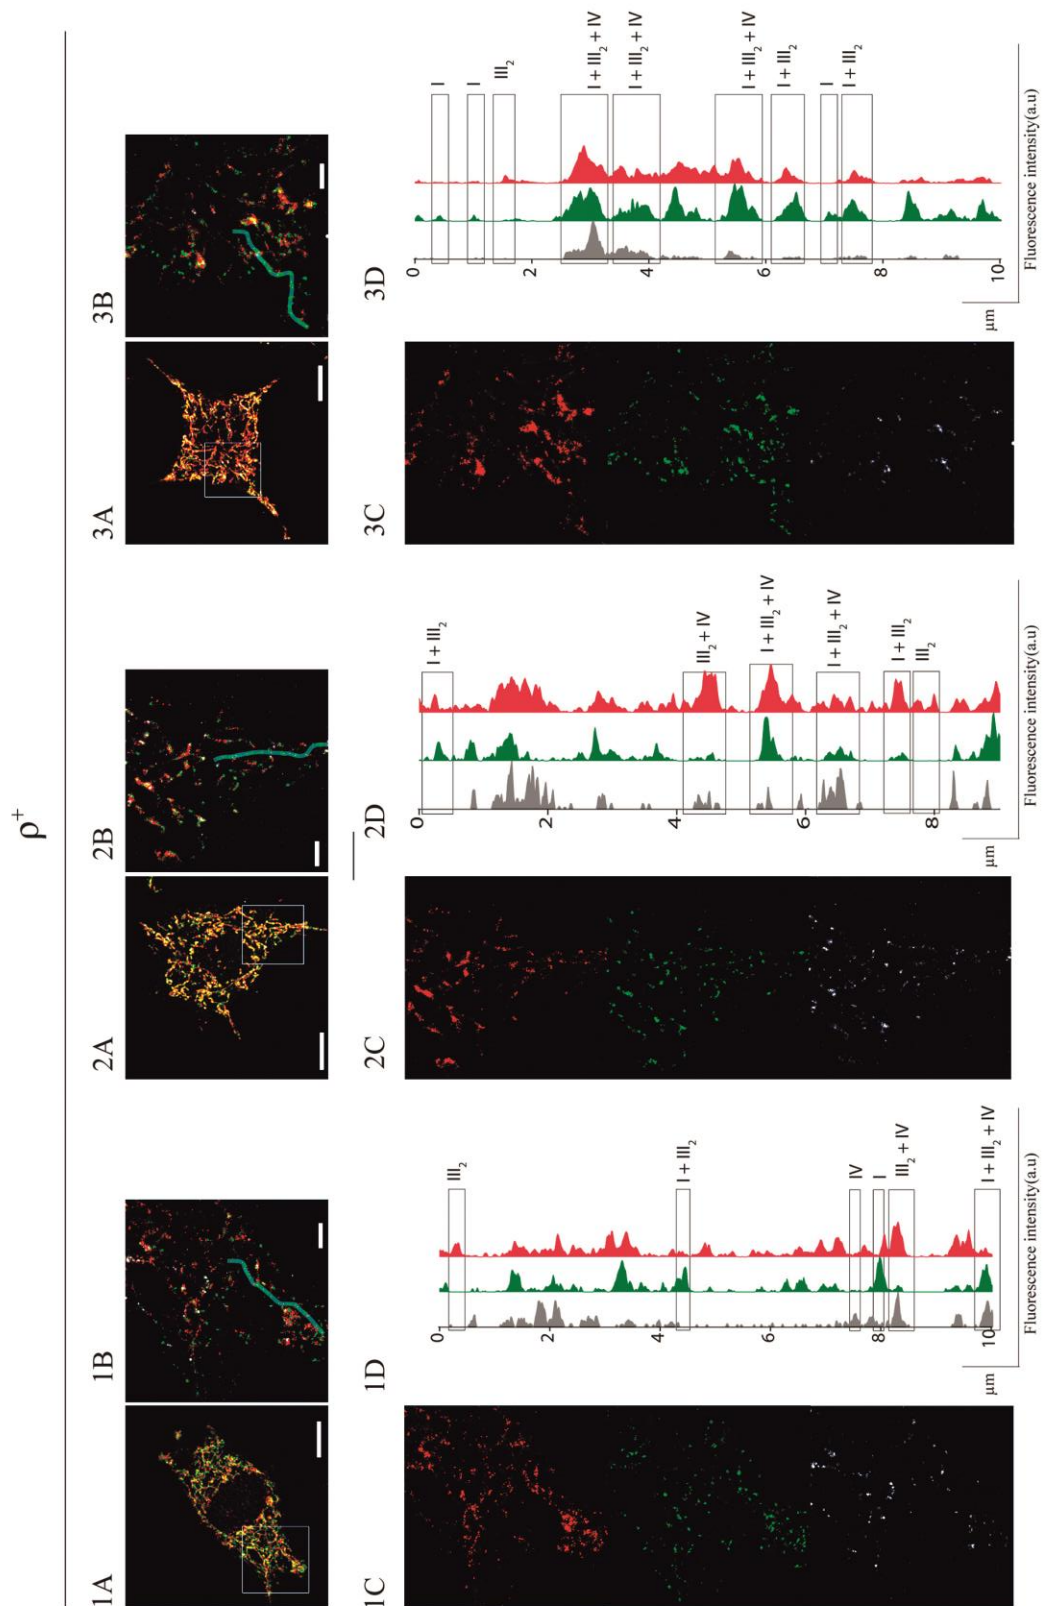 ρ⁺
1A
1B
2A
2B
3A
3B
1C
1D
2C
2D
3C
3D
0
2
4
6
8
10
III₂
I + III₂
IV
I
III₂ + IV
I + III₂ + IV
μm
Fluorescence intensity(a.u)
0
2
4
6
8
I + III₂
III₂ + IV
I + III₂ + IV
I + III₂ + IV
I + III₂
III₂
μm
Fluorescence intensity(a.u)
0
2
4
6
8
10
I
I
III₂
I + III₂ + IV
I + III₂ + IV
I + III₂ + IV
I + III₂
I
I + III₂
μm
Fluorescence intensity(a.u)